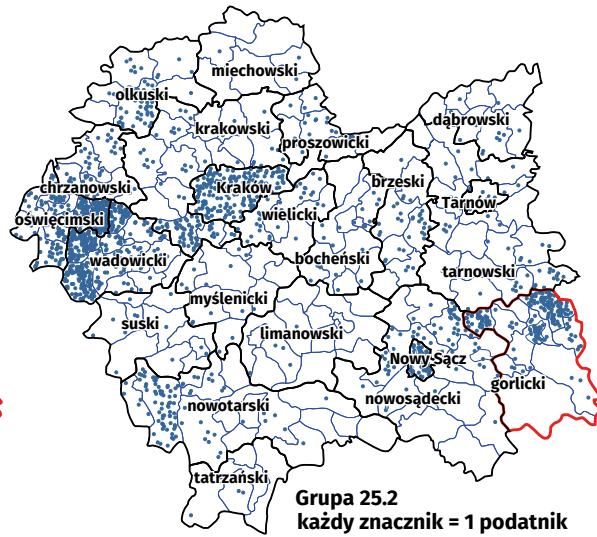 miechowski
olkuski
dąbrowski
krakowski
proszowicki
brzeski
chrzanowski
Kraków
Tarnów
oświęcimski
wielicki
wadowicki
bocheński
tarnowski
myślenicki
suski
limanowski
Nowy Sącz
gorlicki
nowotarski
nowosądecki
tatrzański
Grupa 25.2
każdy znacznik = 1 podatnik